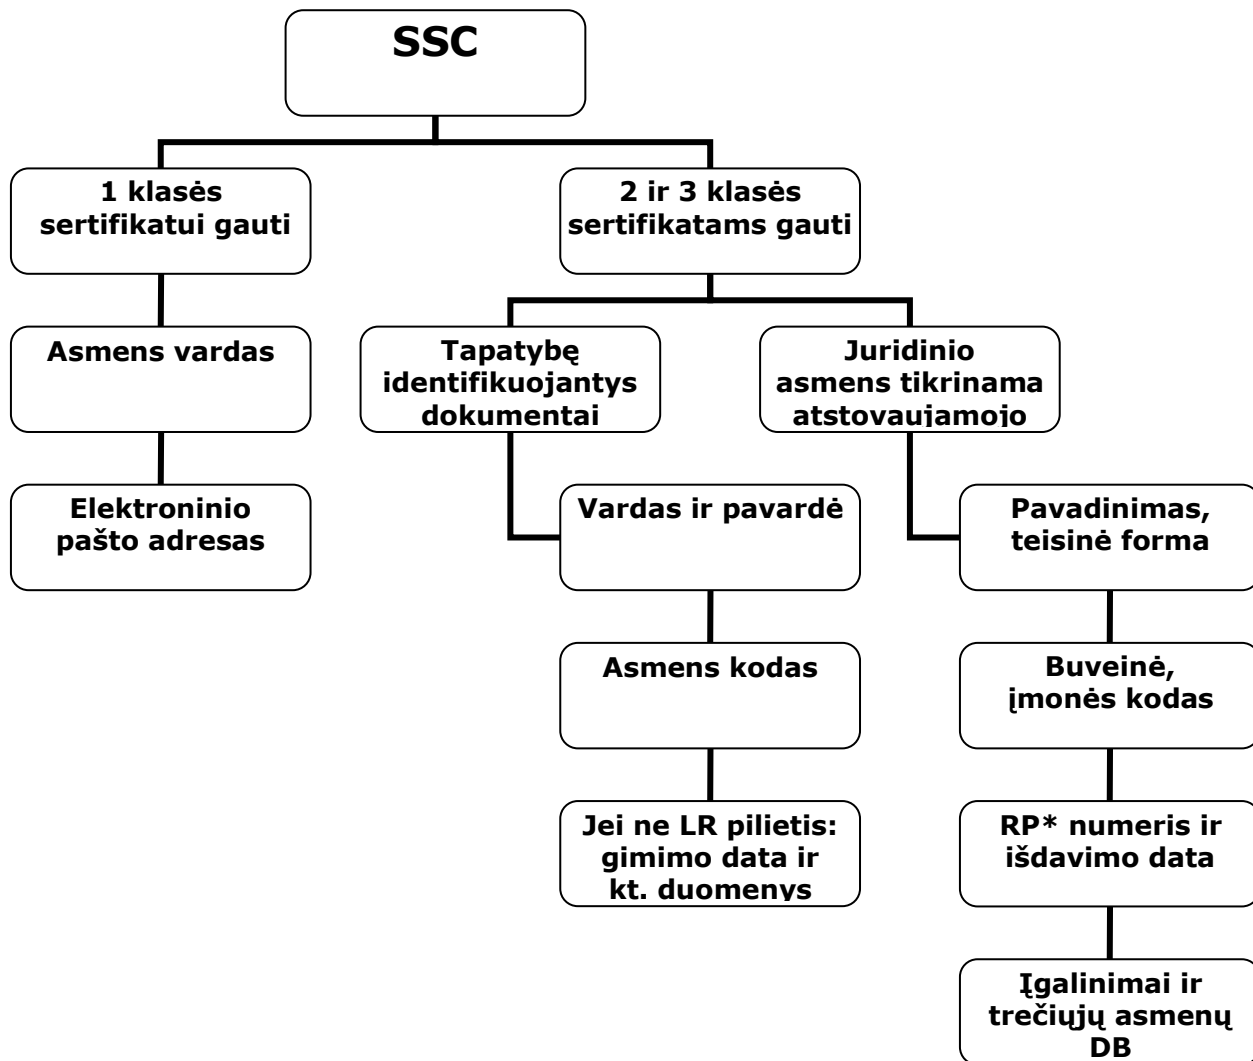 SSC
1 klasės
sertifikatui gauti
2 ir 3 klasės
sertifikatams gauti
Asmens vardas
Tapatybę
identifikuojantys
dokumentai
Juridinio
asmens tikrinama
atstovaujamojo
Elektroninio
pašto adresas
Vardas ir pavardė
Pavadinimas,
teisinė forma
Asmens kodas
Buveinė,
įmonės kodas
Jei ne LR pilietis:
gimimo data ir
kt. duomenys
RP* numeris ir
išdavimo data
Įgalinimai ir
trečiųjų asmenų
DB